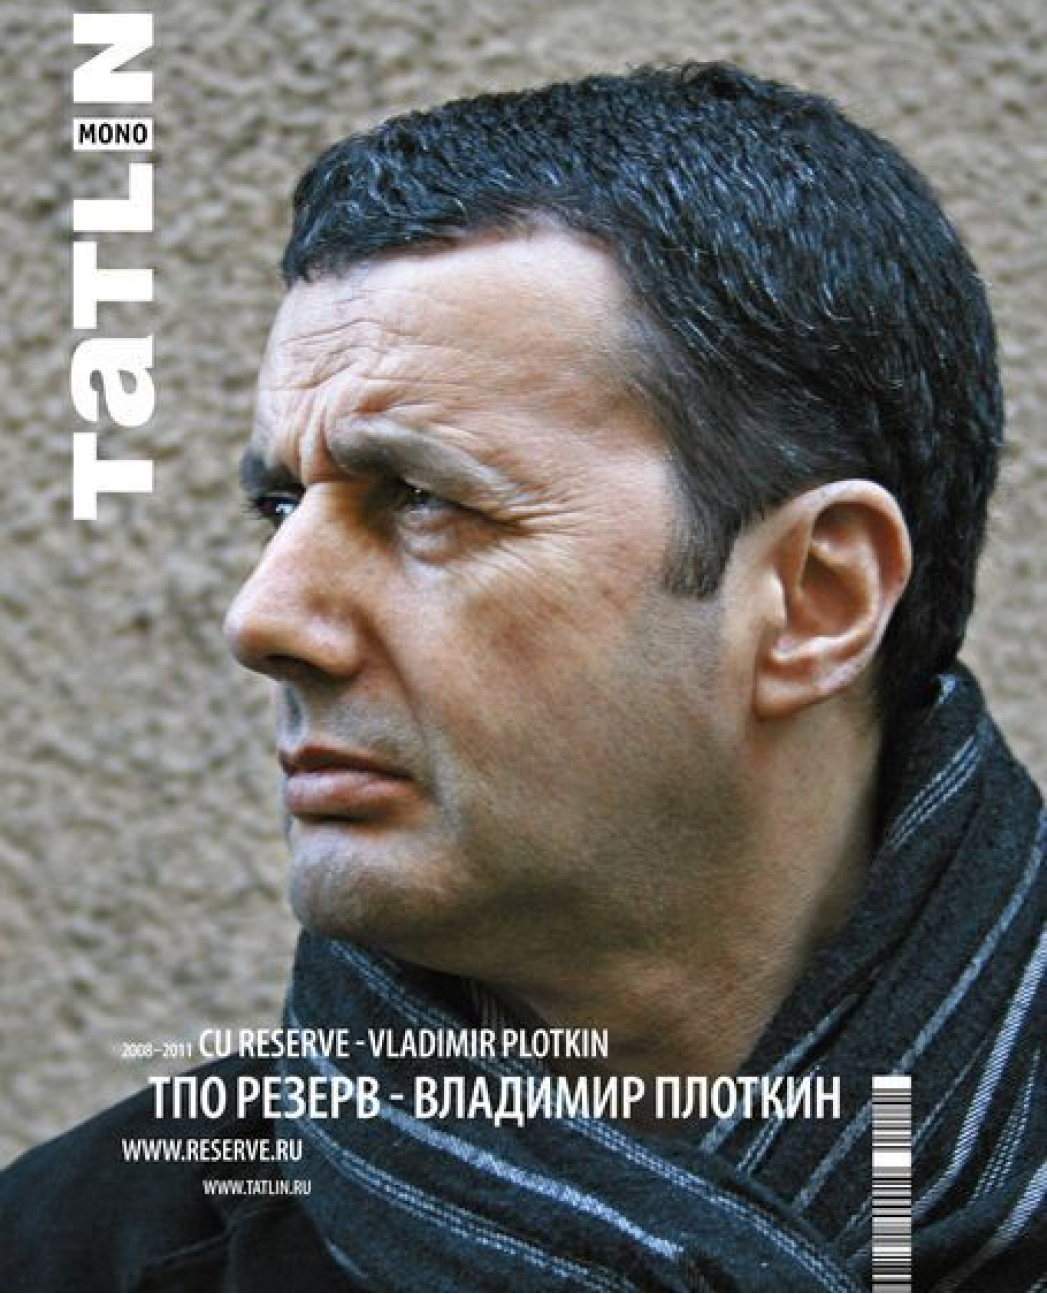 TaTLIN
MONO
2008–2011 CU RESERVE - VLADIMIR PLOTKIN
ТПО РЕЗЕРВ - ВЛАДИМИР ПЛОТКИН
WWW.RESERVE.RU
WWW.TATLIN.RU